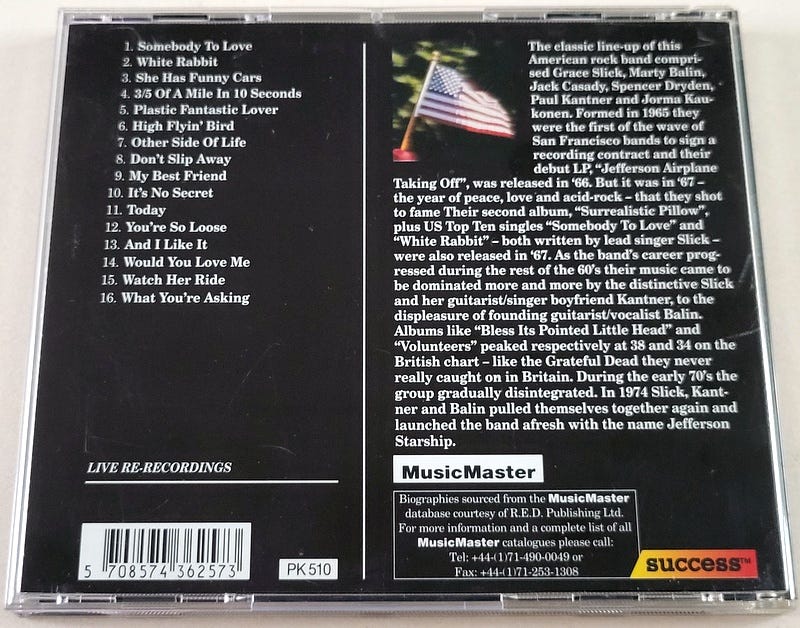 1. Somebody To Love
2. White Rabbit
3. She Has Funny Cars
4. 3/5 Of A Mile In 10 Seconds
5. Plastic Fantastic Lover
6. High Flyin' Bird
7. Other Side Of Life
8. Don't Slip Away
9. My Best Friend
10. It's No Secret
11. Today
12. You're So Loose
13. And I Like It
14. Would You Love Me
15. Watch Her Ride
16. What You're Asking
LIVE RE-RECORDINGS
5 708574 362573
PK 510
The classic line-up of this
American rock band compri-
sed Grace Slick, Marty Balin,
Jack Casady, Spencer Dryden,
Paul Kantner and Jorma Kau-
konen. Formed in 1965 they
were the first of the wave of
San Francisco bands to sign a
recording contract and their
debut LP, "Jefferson Airplane
Taking Off", was released in '66. But it was in '67 –
the year of peace, love and acid-rock – that they shot
to fame Their second album, "Surrealistic Pillow",
plus US Top Ten singles "Somebody To Love" and
"White Rabbit" – both written by lead singer Slick –
were also released in '67. As the band's career prog-
ressed during the rest of the 60's their music came to
be dominated more and more by the distinctive Slick
and her guitarist/singer boyfriend Kantner, to the
displeasure of founding guitarist/vocalist Balin.
Albums like "Bless Its Pointed Little Head" and
"Volunteers" peaked respectively at 38 and 34 on the
British chart – like the Grateful Dead they never
really caught on in Britain. During the early 70's the
group gradually disintegrated. In 1974 Slick, Kant-
ner and Balin pulled themselves together again and
launched the band afresh with the name Jefferson
Starship.
MusicMaster
Biographies sourced from the MusicMaster
database courtesy of R.E.D. Publishing Ltd.
For more information and a complete list of all
MusicMaster catalogues please call:
Tel: +44-(1)71-490-0049 or
Fax: +44-(1)71-253-1308
success™